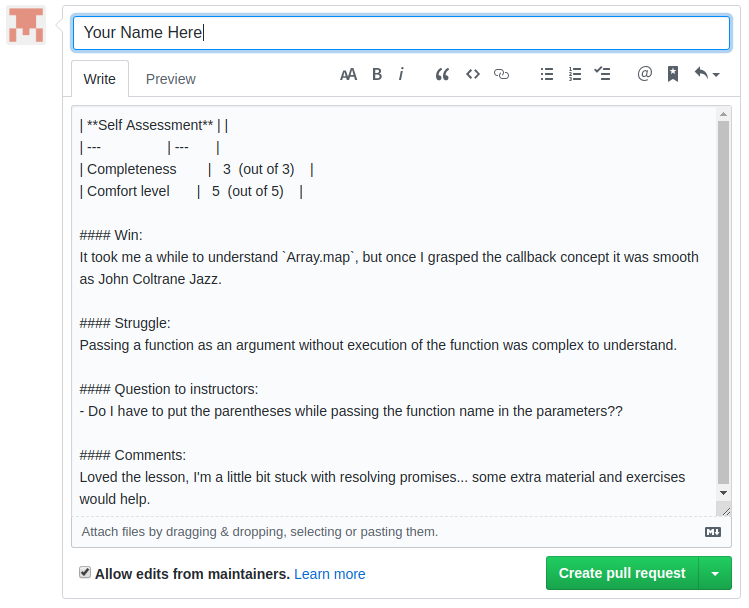 Your Name Here
Write Preview AA B i @
| **Self Assessment** | |
| --- | --- |
| Completeness | 3 (out of 3) |
| Comfort level | 5 (out of 5) |
#### Win:
It took me a while to understand `Array.map`, but once I grasped the callback concept it was smooth
as John Coltrane Jazz.
#### Struggle:
Passing a function as an argument without execution of the function was complex to understand.
#### Question to instructors:
- Do I have to put the parentheses while passing the function name in the parameters??
#### Comments:
Loved the lesson, I'm a little bit stuck with resolving promises... some extra material and exercises
would help.
Attach files by dragging & dropping, selecting or pasting them.
Allow edits from maintainers. Learn more
Create pull request